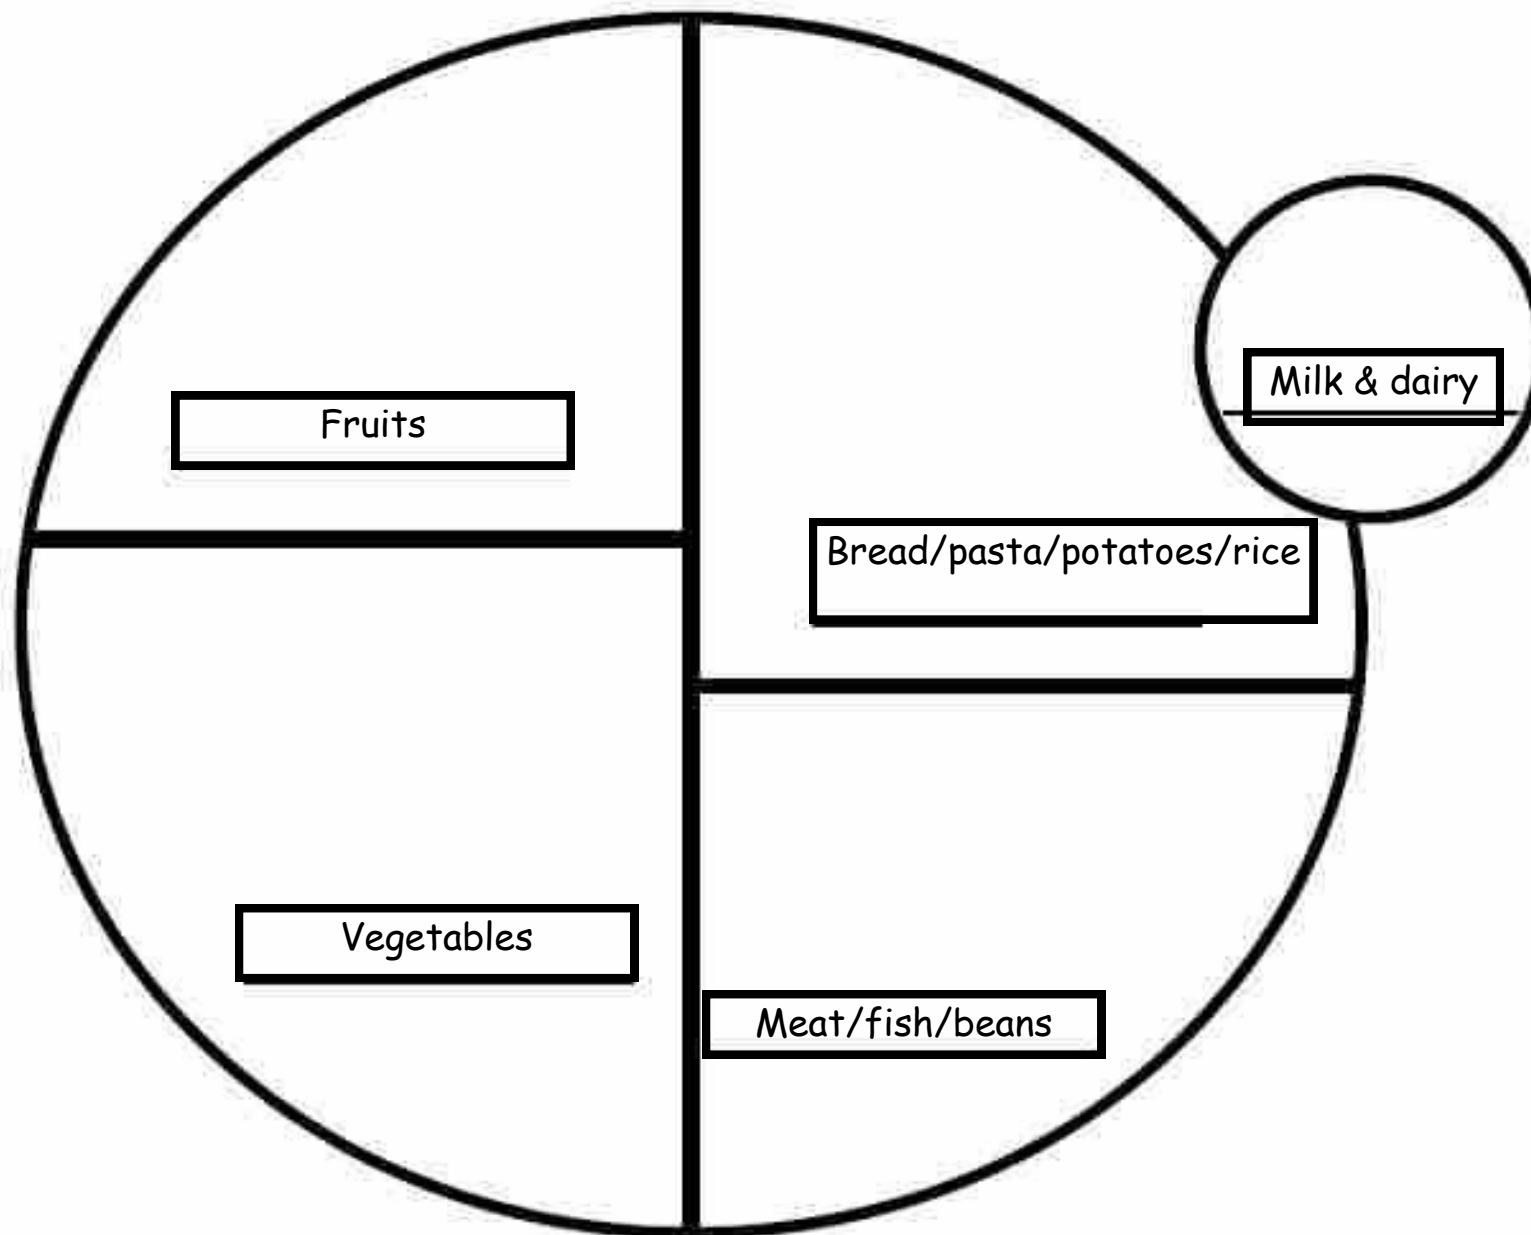 Fruits
Milk & dairy
Bread/pasta/potatoes/rice
Vegetables
Meat/fish/beans